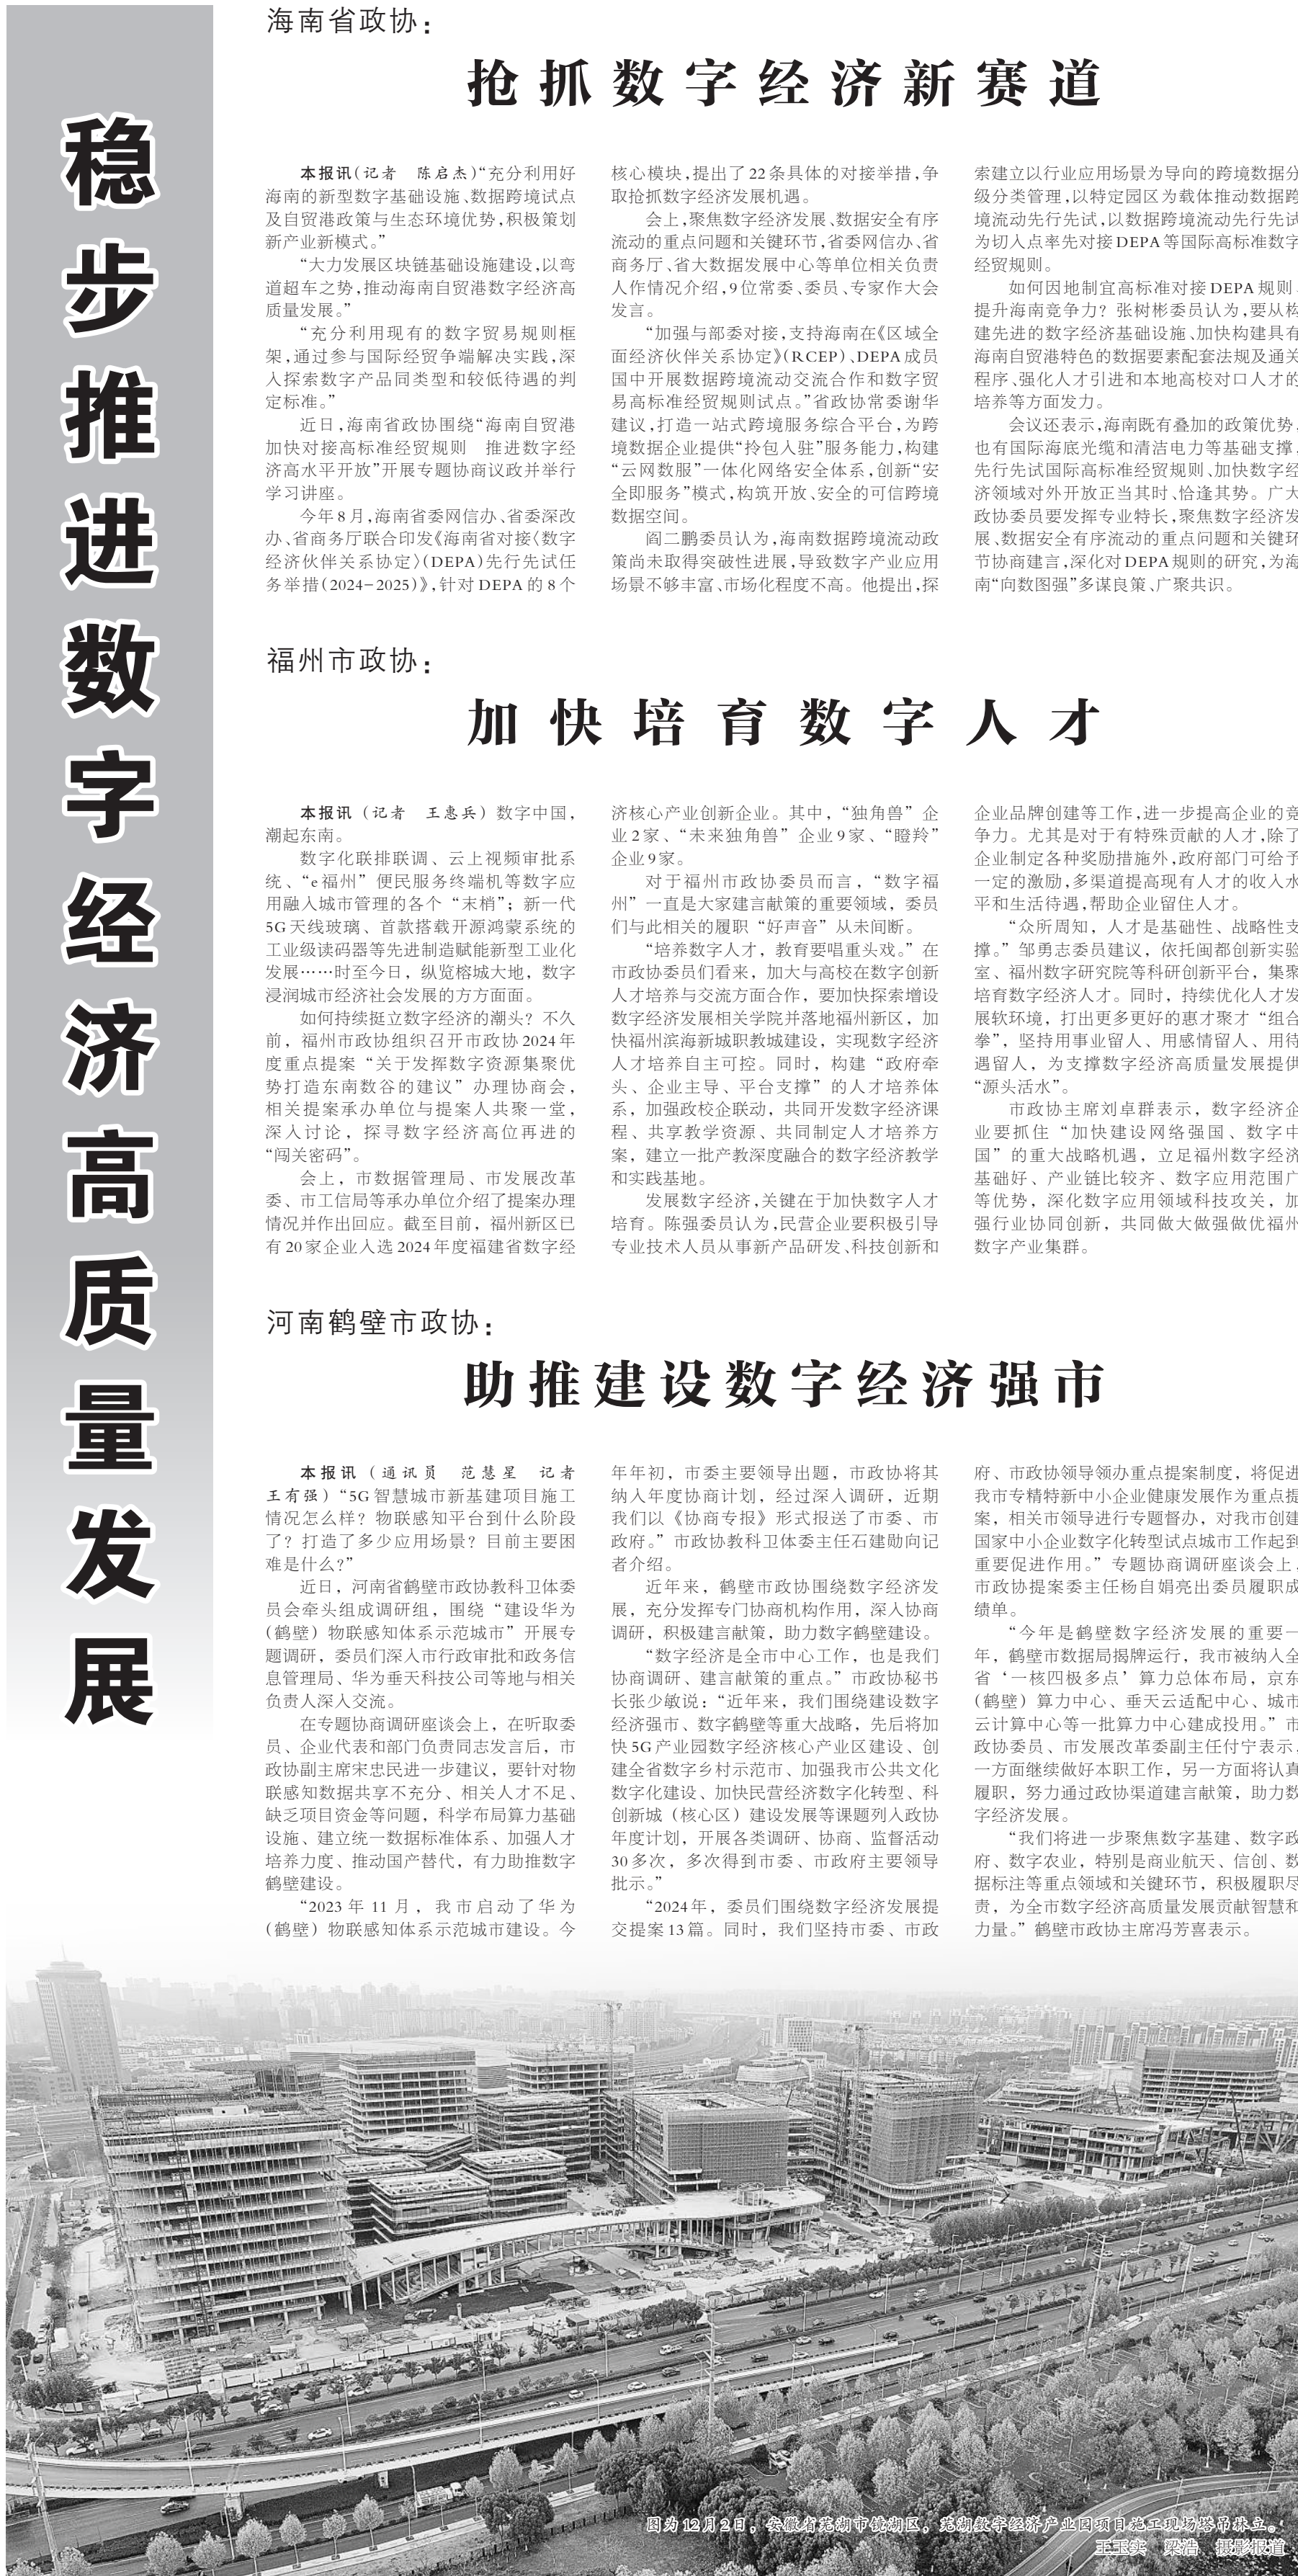 稳步推进数字经济高质量发展
海南省政协：
抢抓数字经济新赛道
本报讯（记者　陈启杰）“充分利用好
海南的新型数字基础设施、数据跨境试点
及自贸港政策与生态环境优势，积极策划
新产业新模式。”
“大力发展区块链基础设施建设，以弯
道超车之势，推动海南自贸港数字经济高
质量发展。”
“充分利用现有的数字贸易规则框
架，通过参与国际经贸争端解决实践，深
入探索数字产品同类型和较低待遇的判
定标准。”
近日，海南省政协围绕“海南自贸港
加快对接高标准经贸规则　推进数字经
济高水平开放”开展专题协商议政并举行
学习讲座。
今年8月，海南省委网信办、省委深改
办、省商务厅联合印发《海南省对接〈数字
经济伙伴关系协定〉（DEPA）先行先试任
务举措（2024-2025）》，针对DEPA的8个
核心模块，提出了22条具体的对接举措，争
取抢抓数字经济发展机遇。
会上，聚焦数字经济发展、数据安全有序
流动的重点问题和关键环节，省委网信办、省
商务厅、省大数据发展中心等单位相关负责
人作情况介绍，9位常委、委员、专家作大会
发言。
“加强与部委对接，支持海南在《区域全
面经济伙伴关系协定》（RCEP）、DEPA成员
国中开展数据跨境流动交流合作和数字贸
易高标准经贸规则试点。”省政协常委谢华
建议，打造一站式跨境服务综合平台，为跨
境数据企业提供“拎包入驻”服务能力，构建
“云网数服”一体化网络安全体系，创新“安
全即服务”模式，构筑开放、安全的可信跨境
数据空间。
阎二鹏委员认为，海南数据跨境流动政
策尚未取得突破性进展，导致数字产业应用
场景不够丰富、市场化程度不高。他提出，探
索建立以行业应用场景为导向的跨境数据分
级分类管理，以特定园区为载体推动数据跨
境流动先行先试，以数据跨境流动先行先试
为切入点率先对接DEPA等国际高标准数字
经贸规则。
如何因地制宜高标准对接DEPA规则、
提升海南竞争力？张树彬委员认为，要从构
建先进的数字经济基础设施、加快构建具有
海南自贸港特色的数据要素配套法规及通关
程序、强化人才引进和本地高校对口人才的
培养等方面发力。
会议还表示，海南既有叠加的政策优势，
也有国际海底光缆和清洁电力等基础支撑，
先行先试国际高标准经贸规则、加快数字经
济领域对外开放正当其时、恰逢其势。广大
政协委员要发挥专业特长，聚焦数字经济发
展、数据安全有序流动的重点问题和关键环
节协商建言，深化对DEPA规则的研究，为海
南“向数图强”多谋良策、广聚共识。
福州市政协：
加快培育数字人才
本报讯（记者　王惠兵）数字中国，
潮起东南。
数字化联排联调、云上视频审批系
统、“e福州”便民服务终端机等数字应
用融入城市管理的各个“末梢”；新一代
5G天线玻璃、首款搭载开源鸿蒙系统的
工业级读码器等先进制造赋能新型工业化
发展……时至今日，纵览榕城大地，数字
浸润城市经济社会发展的方方面面。
如何持续挺立数字经济的潮头？不久
前，福州市政协组织召开市政协2024年
度重点提案“关于发挥数字资源集聚优
势打造东南数谷的建议”办理协商会，
相关提案承办单位与提案人共聚一堂，
深入讨论，探寻数字经济高位再进的
“闯关密码”。
会上，市数据管理局、市发展改革
委、市工信局等承办单位介绍了提案办理
情况并作出回应。截至目前，福州新区已
有20家企业入选2024年度福建省数字经
济核心产业创新企业。其中，“独角兽”企
业2家、“未来独角兽”企业9家、“瞪羚”
企业9家。
对于福州市政协委员而言，“数字福
州”一直是大家建言献策的重要领域，委员
们与此相关的履职“好声音”从未间断。
“培养数字人才，教育要唱重头戏。”在
市政协委员们看来，加大与高校在数字创新
人才培养与交流方面合作，要加快探索增设
数字经济发展相关学院并落地福州新区，加
快福州滨海新城职教城建设，实现数字经济
人才培养自主可控。同时，构建“政府牵
头、企业主导、平台支撑”的人才培养体
系，加强政校企联动，共同开发数字经济课
程、共享教学资源、共同制定人才培养方
案，建立一批产教深度融合的数字经济教学
和实践基地。
发展数字经济，关键在于加快数字人才
培育。陈强委员认为，民营企业要积极引导
专业技术人员从事新产品研发、科技创新和
企业品牌创建等工作，进一步提高企业的竞
争力。尤其是对于有特殊贡献的人才，除了
企业制定各种奖励措施外，政府部门可给予
一定的激励，多渠道提高现有人才的收入水
平和生活待遇，帮助企业留住人才。
“众所周知，人才是基础性、战略性支
撑。”邹勇志委员建议，依托闽都创新实验
室、福州数字研究院等科研创新平台，集聚
培育数字经济人才。同时，持续优化人才发
展软环境，打出更多更好的惠才聚才“组合
拳”，坚持用事业留人、用感情留人、用待
遇留人，为支撑数字经济高质量发展提供
“源头活水”。
市政协主席刘卓群表示，数字经济企
业要抓住“加快建设网络强国、数字中
国”的重大战略机遇，立足福州数字经济
基础好、产业链比较齐、数字应用范围广
等优势，深化数字应用领域科技攻关，加
强行业协同创新，共同做大做强做优福州
数字产业集群。
河南鹤壁市政协：
助推建设数字经济强市
本报讯（通讯员　范慧星　记者
王有强）“5G智慧城市新基建项目施工
情况怎么样？物联感知平台到什么阶段
了？打造了多少应用场景？目前主要困
难是什么？”
近日，河南省鹤壁市政协教科卫体委
员会牵头组成调研组，围绕“建设华为
（鹤壁）物联感知体系示范城市”开展专
题调研，委员们深入市行政审批和政务信
息管理局、华为垂天科技公司等地与相关
负责人深入交流。
在专题协商调研座谈会上，在听取委
员、企业代表和部门负责同志发言后，市
政协副主席宋忠民进一步建议，要针对物
联感知数据共享不充分、相关人才不足、
缺乏项目资金等问题，科学布局算力基础
设施、建立统一数据标准体系、加强人才
培养力度、推动国产替代，有力助推数字
鹤壁建设。
“2023年11月，我市启动了华为
（鹤壁）物联感知体系示范城市建设。今
年年初，市委主要领导出题，市政协将其
纳入年度协商计划，经过深入调研，近期
我们以《协商专报》形式报送了市委、市
政府。”市政协教科卫体委主任石建勋向记
者介绍。
近年来，鹤壁市政协围绕数字经济发
展，充分发挥专门协商机构作用，深入协商
调研，积极建言献策，助力数字鹤壁建设。
“数字经济是全市中心工作，也是我们
协商调研、建言献策的重点。”市政协秘书
长张少敏说：“近年来，我们围绕建设数字
经济强市、数字鹤壁等重大战略，先后将加
快5G产业园数字经济核心产业区建设、创
建全省数字乡村示范市、加强我市公共文化
数字化建设、加快民营经济数字化转型、科
创新城（核心区）建设发展等课题列入政协
年度计划，开展各类调研、协商、监督活动
30多次，多次得到市委、市政府主要领导
批示。”
“2024年，委员们围绕数字经济发展提
交提案13篇。同时，我们坚持市委、市政
府、市政协领导领办重点提案制度，将促进
我市专精特新中小企业健康发展作为重点提
案，相关市领导进行专题督办，对我市创建
国家中小企业数字化转型试点城市工作起到
重要促进作用。”专题协商调研座谈会上，
市政协提案委主任杨自娟亮出委员履职成
绩单。
“今年是鹤壁数字经济发展的重要一
年，鹤壁市数据局揭牌运行，我市被纳入全
省‘一核四极多点’算力总体布局，京东
（鹤壁）算力中心、垂天云适配中心、城市
云计算中心等一批算力中心建成投用。”市
政协委员、市发展改革委副主任付宁表示，
一方面继续做好本职工作，另一方面将认真
履职，努力通过政协渠道建言献策，助力数
字经济发展。
“我们将进一步聚焦数字基建、数字政
府、数字农业，特别是商业航天、信创、数
据标注等重点领域和关键环节，积极履职尽
责，为全市数字经济高质量发展贡献智慧和
力量。”鹤壁市政协主席冯芳喜表示。
图为12月2日，安徽省芜湖市镜湖区，芜湖数字经济产业园项目施工现场塔吊林立。
王玉实　梁浩　摄影报道